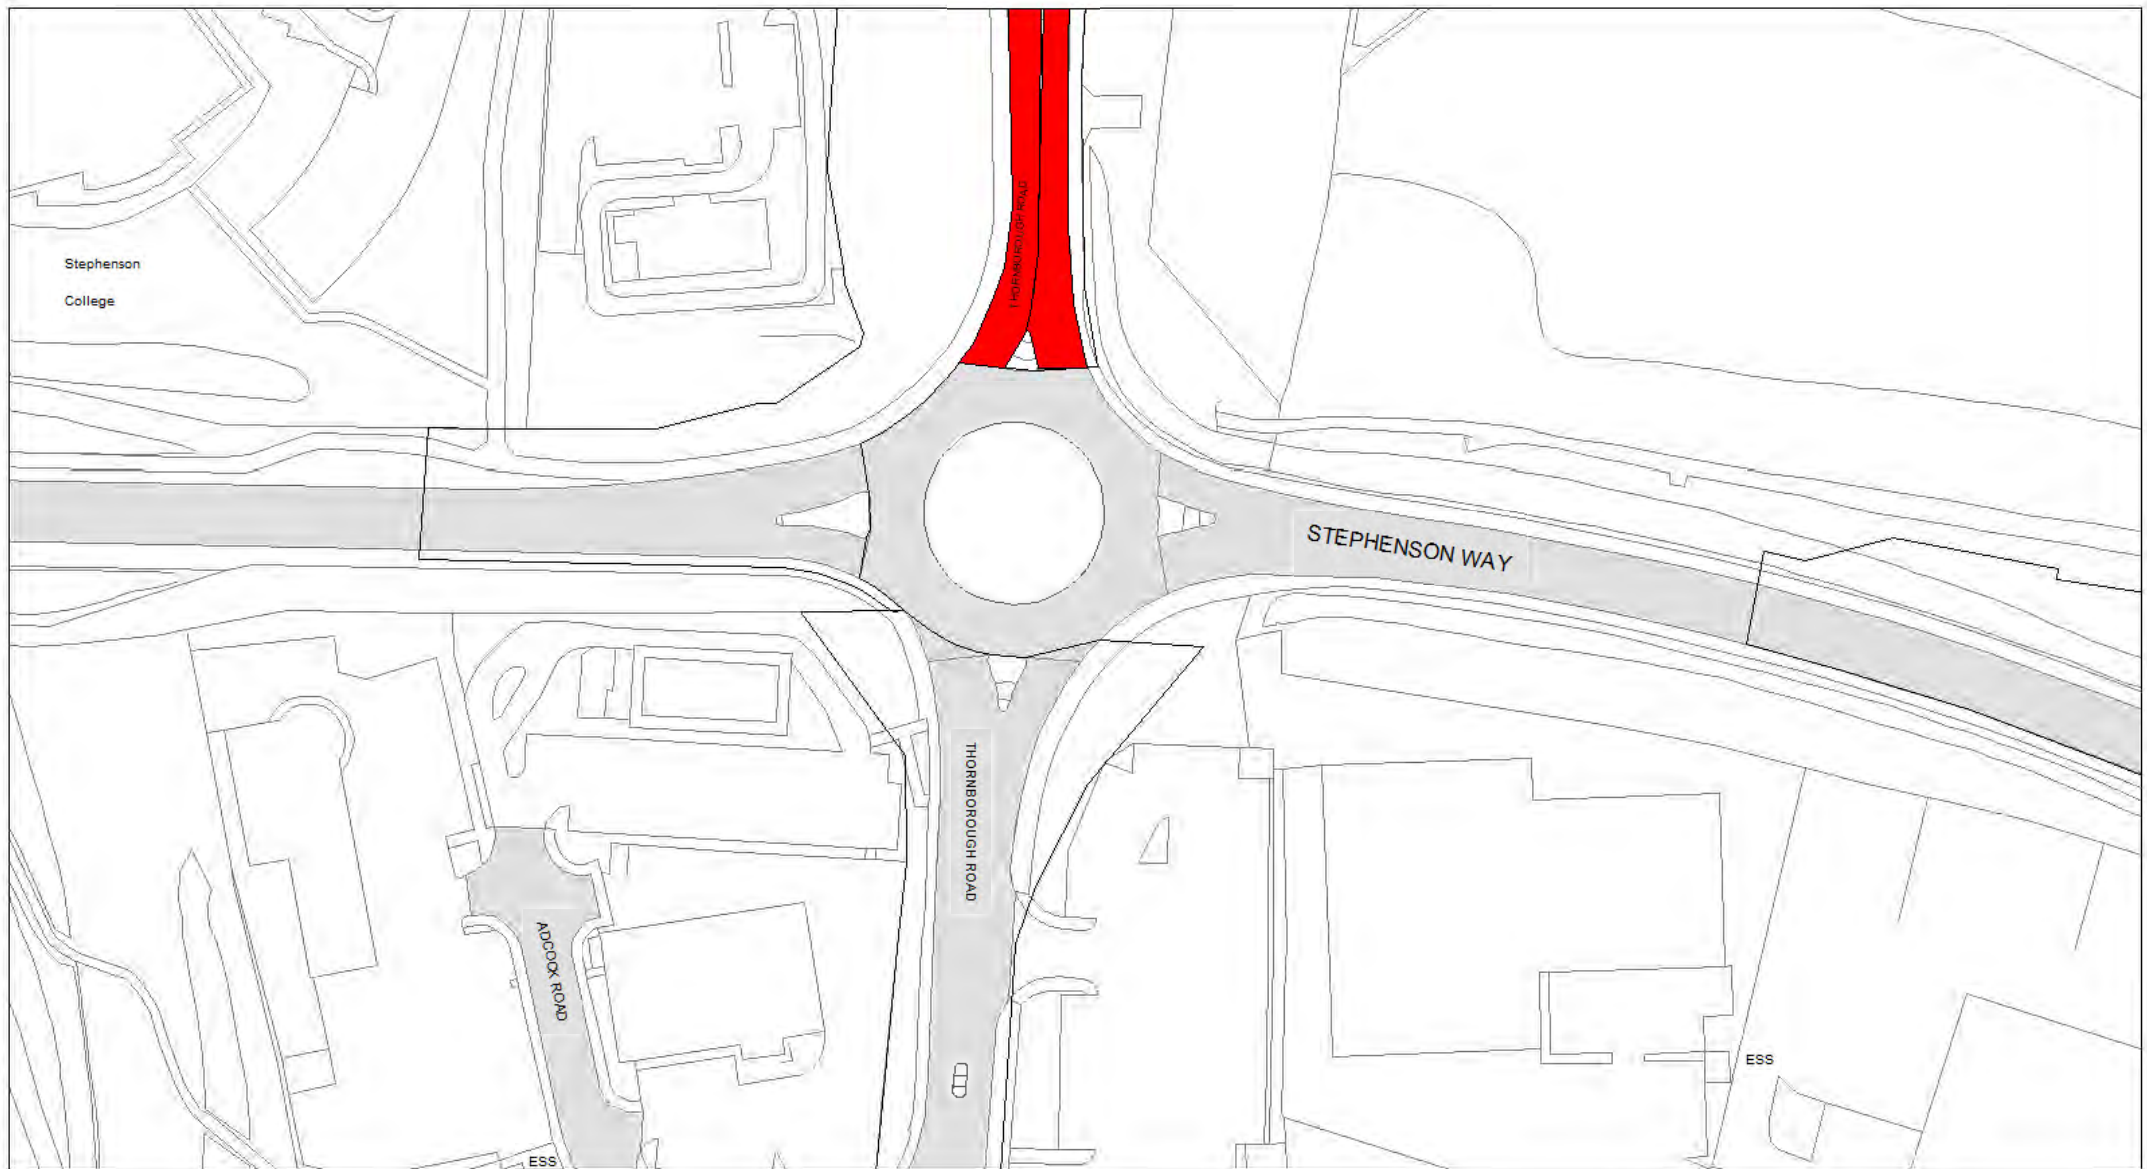 THORNBOROUGH ROAD
Stephenson
College
STEPHENSON WAY
THORNBOROUGH ROAD
ADCOCK ROAD
ESS
ESS